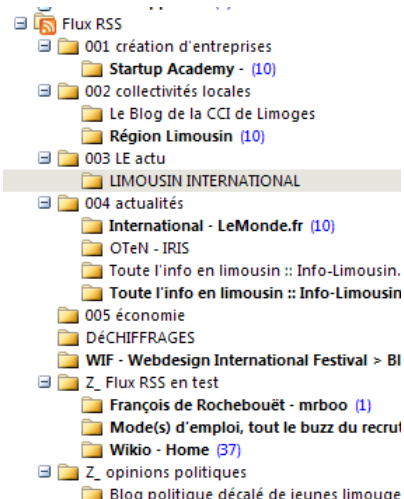 Flux RSS
001 création d'entreprises
Startup Academy - (10)
002 collectivités locales
Le Blog de la CCI de Limoges
Région Limousin (10)
003 LE actu
LIMOUSIN INTERNATIONAL
004 actualités
International - LeMonde.fr (10)
OTeN - IRIS
Toute l'info en limousin :: Info-Limousin.
Toute l'info en limousin :: Info-Limousin
005 économie
DéCHIFFRAGES
WIF - Webdesign International Festival > Bl
Z_ Flux RSS en test
François de Rochebouët - mrboo (1)
Mode(s) d'emploi, tout le buzz du recrut
Wikio - Home (37)
Z_ opinions politiques
Blog politique décalé de jeunes limouge